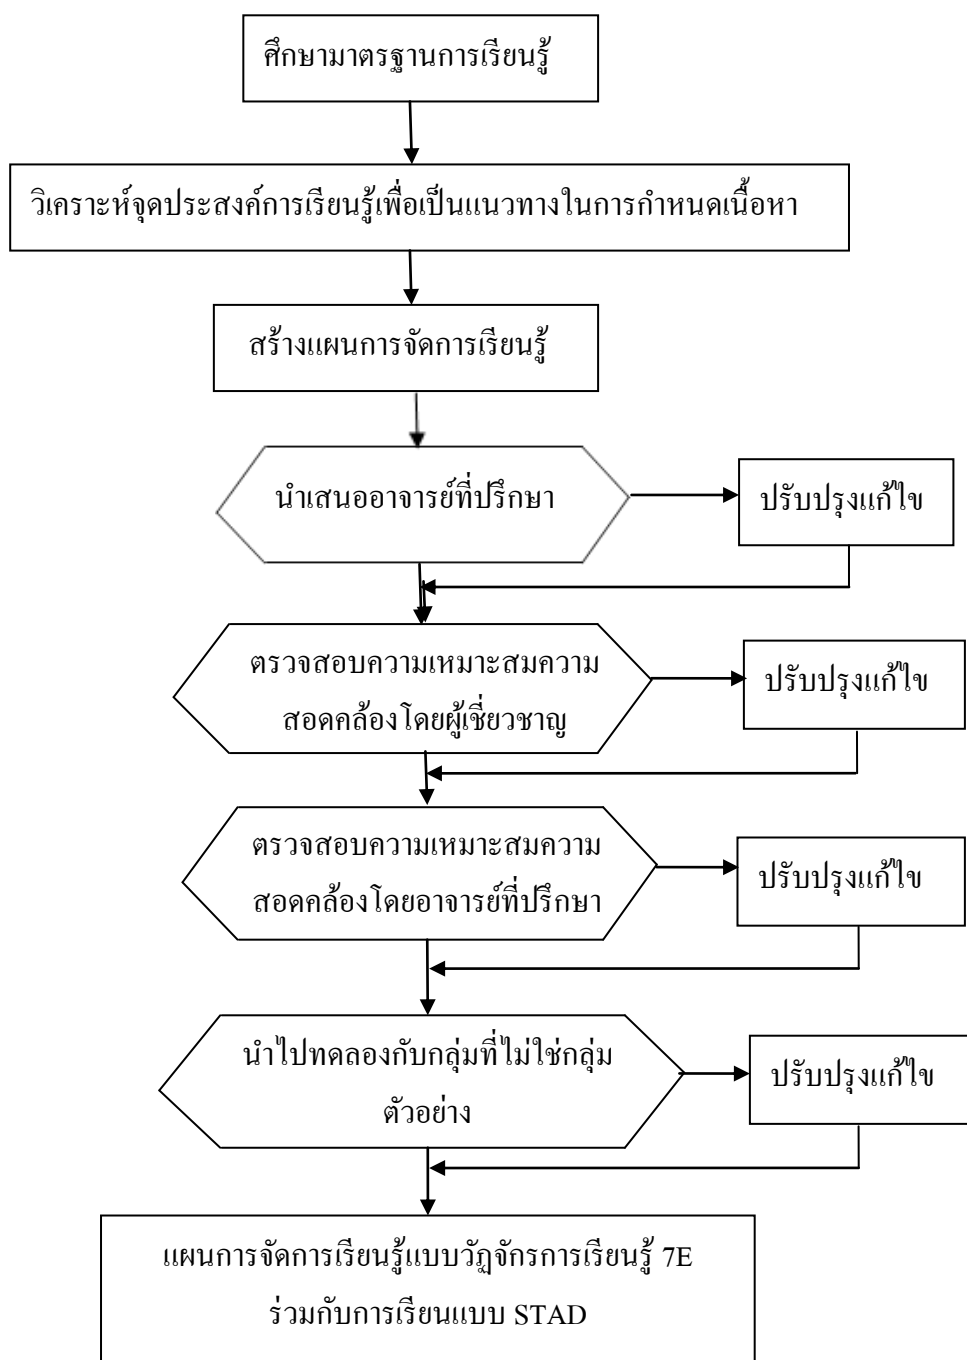 ศึกษามาตรฐานการเรียนรู้
วิเคราะห์จุดประสงค์การเรียนรู้เพื่อเป็นแนวทางในการกำหนดเนื้อหา
สร้างแผนการจัดการเรียนรู้
นำเสนออาจารย์ที่ปรึกษา
ปรับปรุงแก้ไข
ตรวจสอบความเหมาะสมความ
สอดคล้องโดยผู้เชี่ยวชาญ
ปรับปรุงแก้ไข
ตรวจสอบความเหมาะสมความ
สอดคล้องโดยอาจารย์ที่ปรึกษา
ปรับปรุงแก้ไข
นำไปทดลองกับกลุ่มที่ไม่ใช่กลุ่ม
ตัวอย่าง
ปรับปรุงแก้ไข
แผนการจัดการเรียนรู้แบบวัฏจักรการเรียนรู้ 7E
ร่วมกับการเรียนแบบ STAD